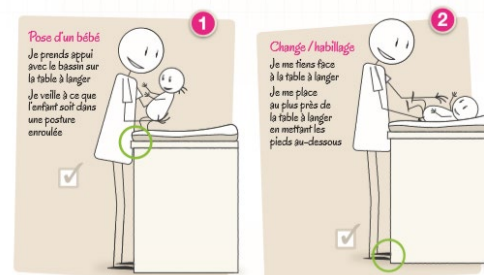 1
Pose d'un bébé
Je prends appui
avec le bassin sur
la table à langer
Je veille à ce que
l'enfant soit dans
une posture
enroulée
2
Change / habillage
Je me tiens face
à la table à langer
Je me place
au plus près de
la table à langer
en mettant les
pieds au-dessous